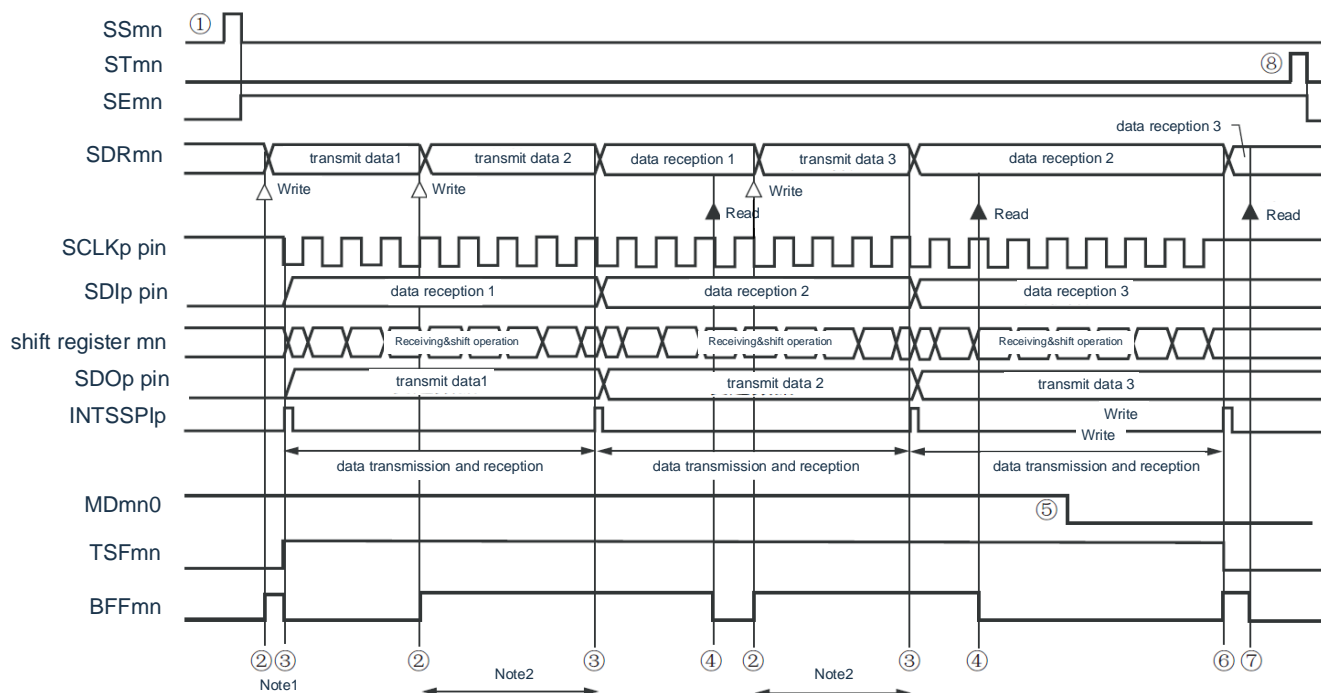 ①
SSmn
STmn
⑧
SEmn
data reception 3
SDRmn
transmit data1
transmit data 2
data reception 1
transmit data 3
data reception 2
Write
Write
Write
Read
Read
Read
SCLKp pin
SDIp pin
data reception 1
data reception 2
data reception 3
shift register mn
Receiving&shift operation
Receiving&shift operation
Receiving&shift operation
SDOp pin
transmit data1
transmit data 2
transmit data 3
INTSSPIp
Write
Write
data transmission and reception
data transmission and reception
data transmission and reception
MDmn0
⑤
TSFmn
BFFmn
② ③ ② ③ ④ ② ③ ④ ⑥ ⑦
Note1
Note2
Note2